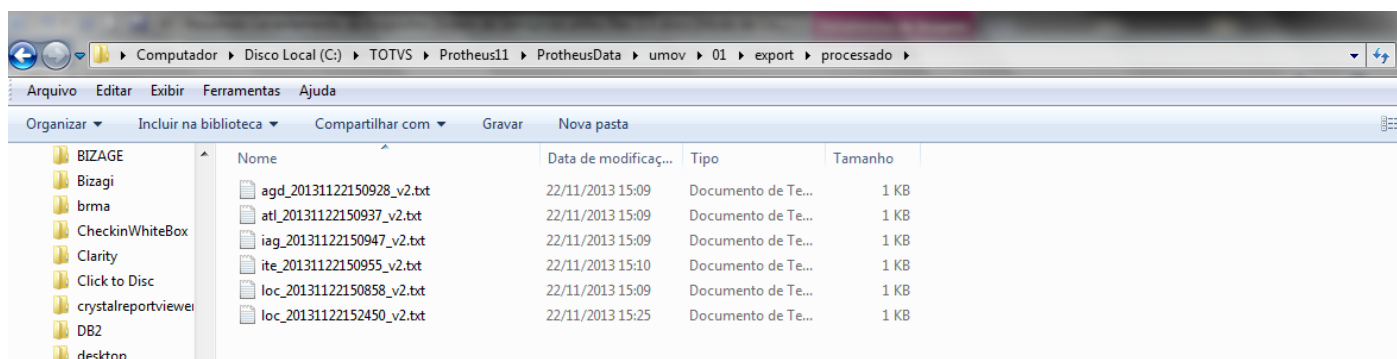 Computador Disco Local (C:) TOTVS Protheus11 ProtheusData umov 01 export processado
Arquivo Editar Exibir Ferramentas Ajuda
Organizar Incluir na biblioteca Compartilhar com Gravar Nova pasta
BIZAGE
Bizagi
brma
CheckinWhiteBox
Clarity
Click to Disc
crystalreportviewer
DB2
desktop
Nome Data de modificaç... Tipo Tamanho
agd_20131122150928_v2.txt 22/11/2013 15:09 Documento de Te... 1 KB
atl_20131122150937_v2.txt 22/11/2013 15:09 Documento de Te... 1 KB
iag_20131122150947_v2.txt 22/11/2013 15:09 Documento de Te... 1 KB
ite_20131122150955_v2.txt 22/11/2013 15:10 Documento de Te... 1 KB
loc_20131122150858_v2.txt 22/11/2013 15:09 Documento de Te... 1 KB
loc_20131122152450_v2.txt 22/11/2013 15:25 Documento de Te... 1 KB